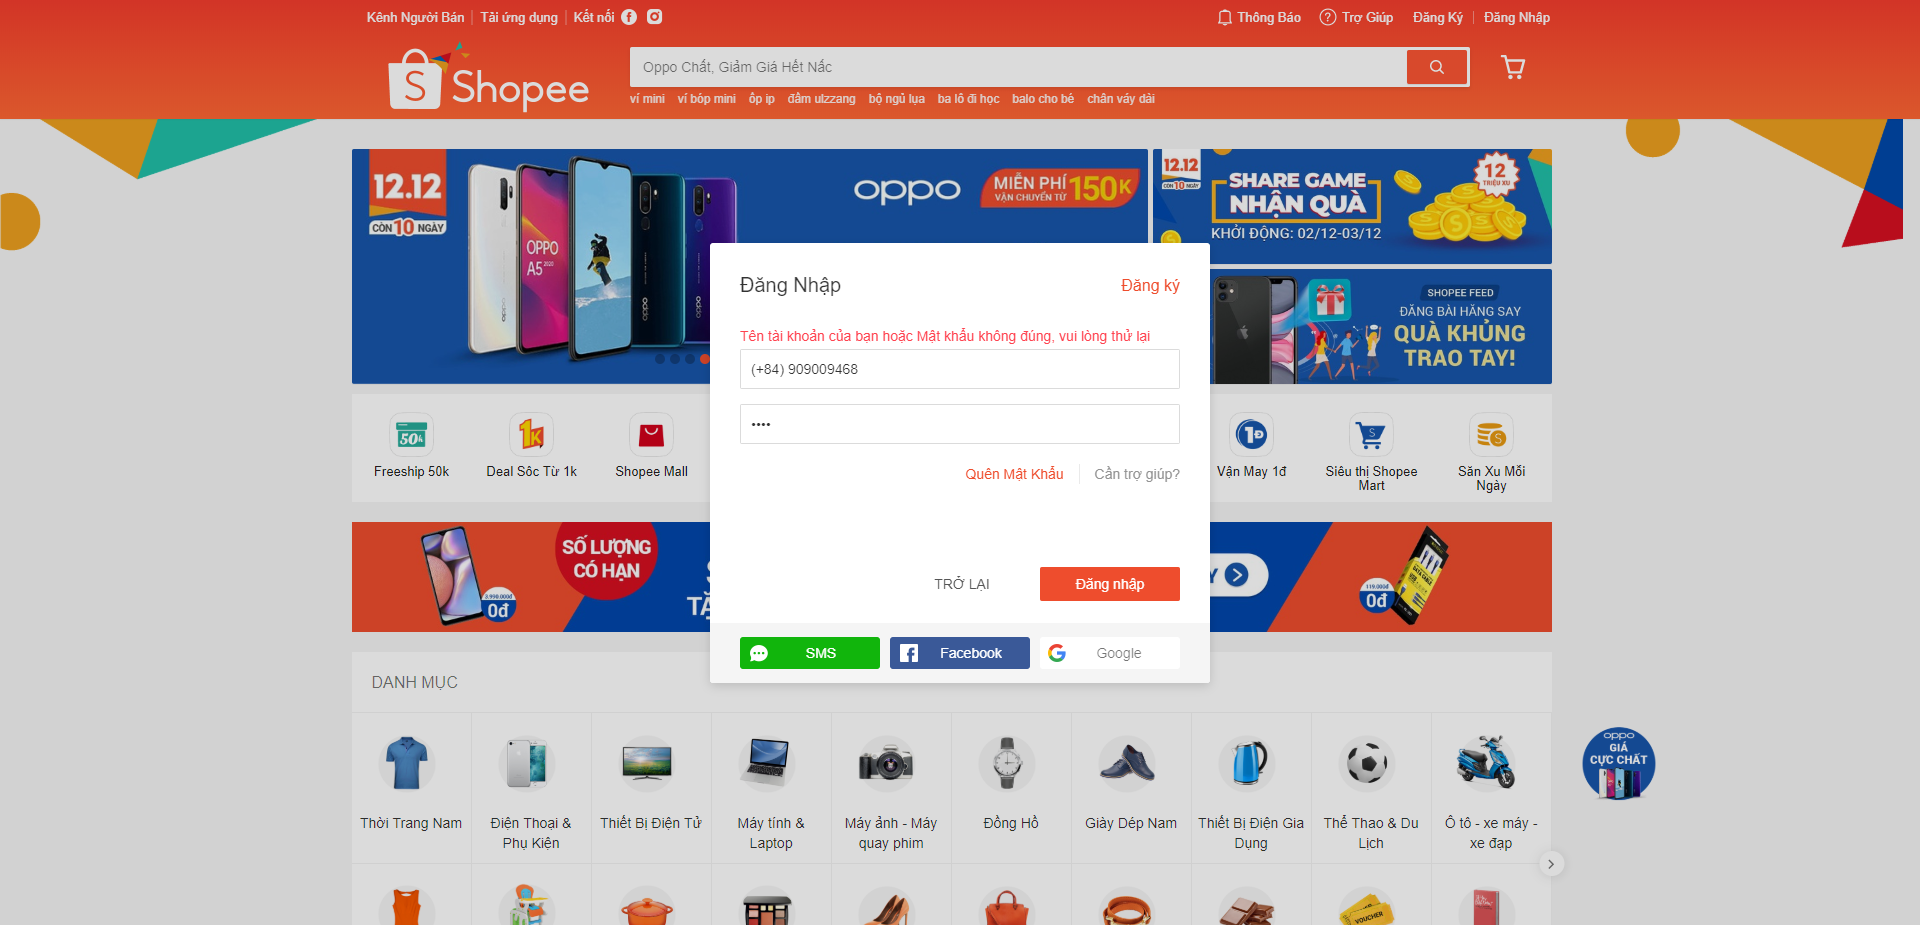 Kênh Người Bán
Tải ứng dụng
Kết nối
Thông Báo
Trợ Giúp
Đăng Ký
Đăng Nhập
Shopee
Oppo Chất, Giảm Giá Hết Nấc
ví mini
ví bóp mini
ốp ip
đầm ulzzang
bộ ngủ lụa
ba lô đi học
balo cho bé
chân váy dài
12.12
CÒN 10 NGÀY
OPPO
A5 2020
oppo
MIỄN PHÍ
VẬN CHUYỂN TỪ
150K
12.12
CÒN 10 NGÀY
SHARE GAME
NHẬN QUÀ
KHỞI ĐỘNG: 02/12-03/12
12
TRIỆU XU
SHOPEE FEED
ĐĂNG BÀI HĂNG SAY
QUÀ KHỦNG
TRAO TAY!
Đăng Nhập
Đăng ký
Tên tài khoản của bạn hoặc Mật khẩu không đúng, vui lòng thử lại
(+84) 909009468
••••
Quên Mật Khẩu
Cần trợ giúp?
TRỞ LẠI
Đăng nhập
SMS
Facebook
Google
50k
Freeship 50k
1K
Deal Sốc Từ 1k
Shopee Mall
1Đ
Vận May 1đ
Siêu thị Shopee
Mart
Săn Xu Mỗi
Ngày
SỐ LƯỢNG
CÓ HẠN
3.990.000đ
0đ
119.000đ
0đ
DANH MỤC
Thời Trang Nam
Điện Thoại &
Phụ Kiện
Thiết Bị Điện Tử
Máy tính &
Laptop
Máy ảnh - Máy
quay phim
Đồng Hồ
Giày Dép Nam
Thiết Bị Điện Gia
Dụng
Thể Thao & Du
Lịch
Ô tô - xe máy -
xe đạp
oppo
GIÁ
CỰC CHẤT
VOUCHER